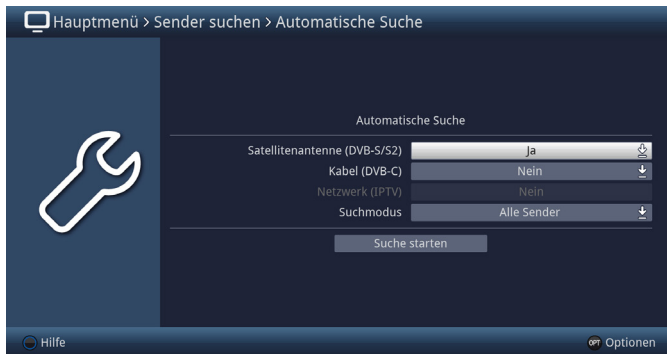 Hauptmenü > Sender suchen > Automatische Suche
Automatische Suche
Satellitenantenne (DVB-S/S2) Ja
Kabel (DVB-C) Nein
Netzwerk (IPTV) Nein
Suchmodus Alle Sender
Suche starten
Hilfe OPT Optionen